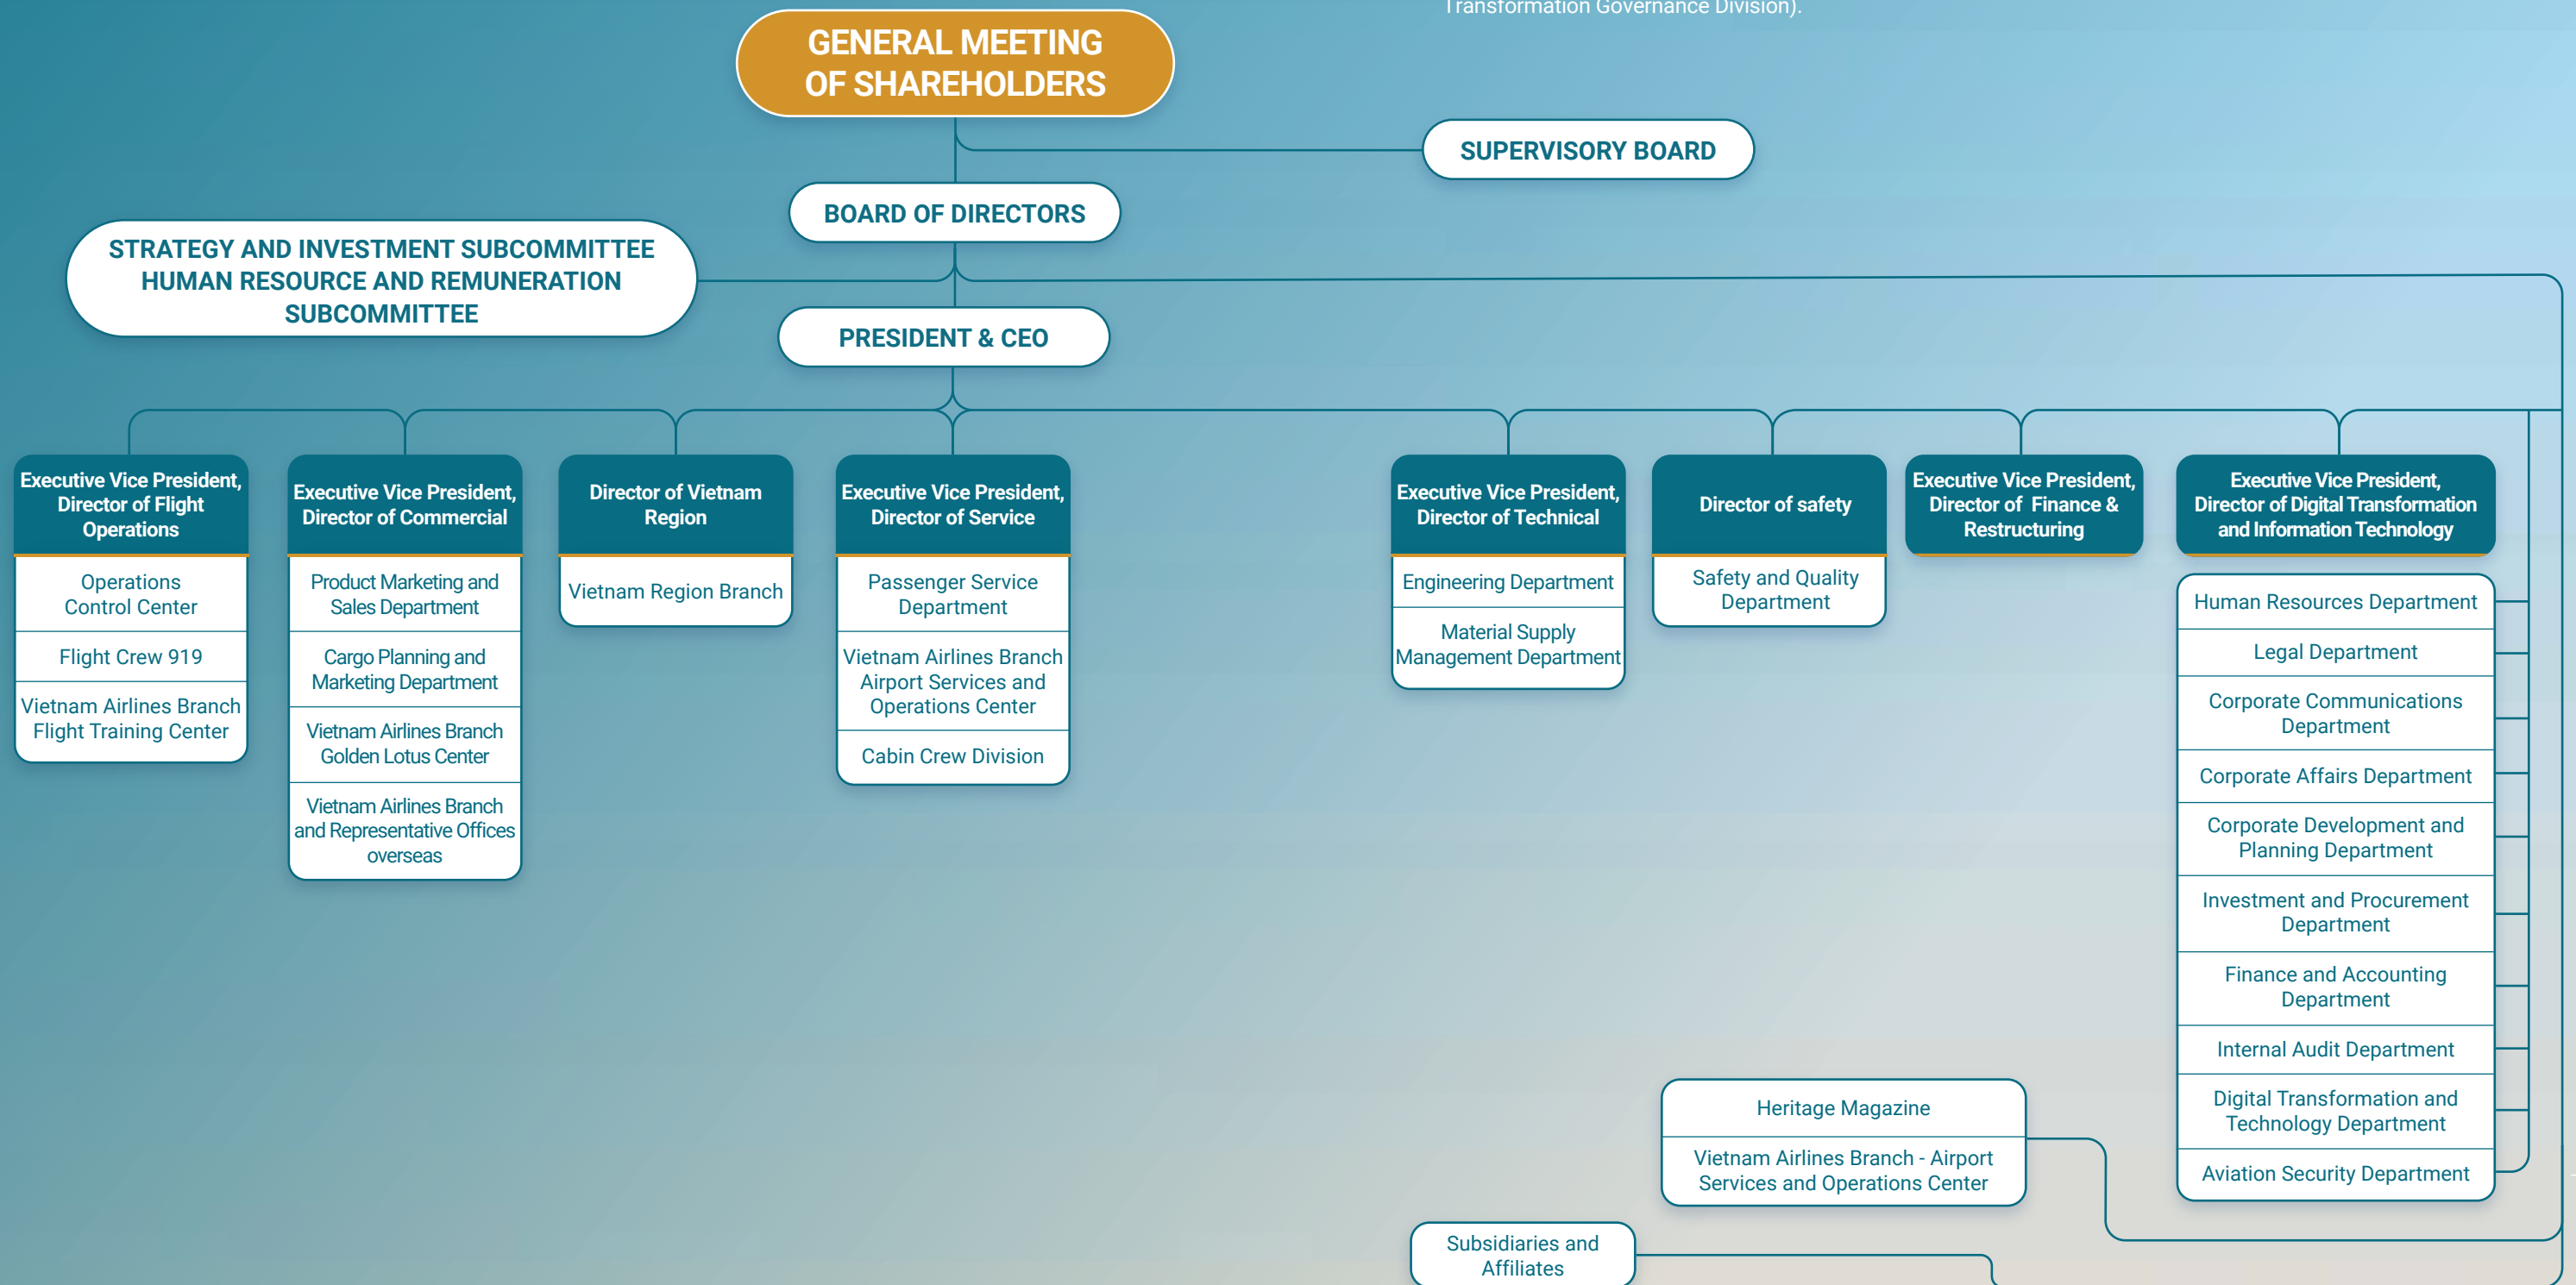 Transformation Governance Division).
GENERAL MEETING
OF SHAREHOLDERS
SUPERVISORY BOARD
BOARD OF DIRECTORS
STRATEGY AND INVESTMENT SUBCOMMITTEE
HUMAN RESOURCE AND REMUNERATION
SUBCOMMITTEE
PRESIDENT & CEO
Executive Vice President,
Director of Flight
Operations
Operations
Control Center
Flight Crew 919
Vietnam Airlines Branch
Flight Training Center
Executive Vice President,
Director of Commercial
Product Marketing and
Sales Department
Cargo Planning and
Marketing Department
Vietnam Airlines Branch
Golden Lotus Center
Vietnam Airlines Branch
and Representative Offices
overseas
Director of Vietnam
Region
Vietnam Region Branch
Executive Vice President,
Director of Service
Passenger Service
Department
Vietnam Airlines Branch
Airport Services and
Operations Center
Cabin Crew Division
Executive Vice President,
Director of Technical
Engineering Department
Material Supply
Management Department
Director of safety
Safety and Quality
Department
Executive Vice President,
Director of Finance &
Restructuring
Executive Vice President,
Director of Digital Transformation
and Information Technology
Human Resources Department
Legal Department
Corporate Communications
Department
Corporate Affairs Department
Corporate Development and
Planning Department
Investment and Procurement
Department
Finance and Accounting
Department
Internal Audit Department
Digital Transformation and
Technology Department
Aviation Security Department
Heritage Magazine
Vietnam Airlines Branch - Airport
Services and Operations Center
Subsidiaries and
Affiliates